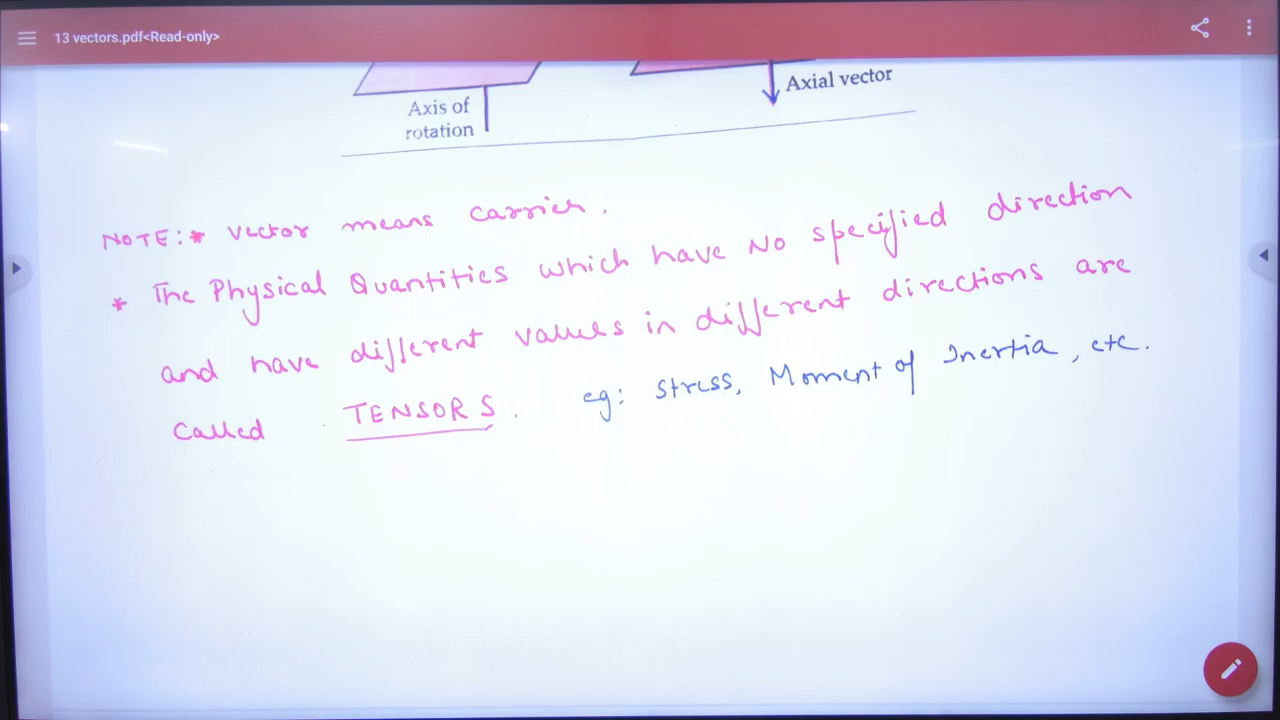 13 vectors.pdf<Read-only>
Axis of
rotation
Axial vector
NOTE:* Vector means carrier.
* The Physical Quantities which have No specified direction
and have different values in different directions are
called TENSORS. eg: Stress, Moment of Inertia, etc.